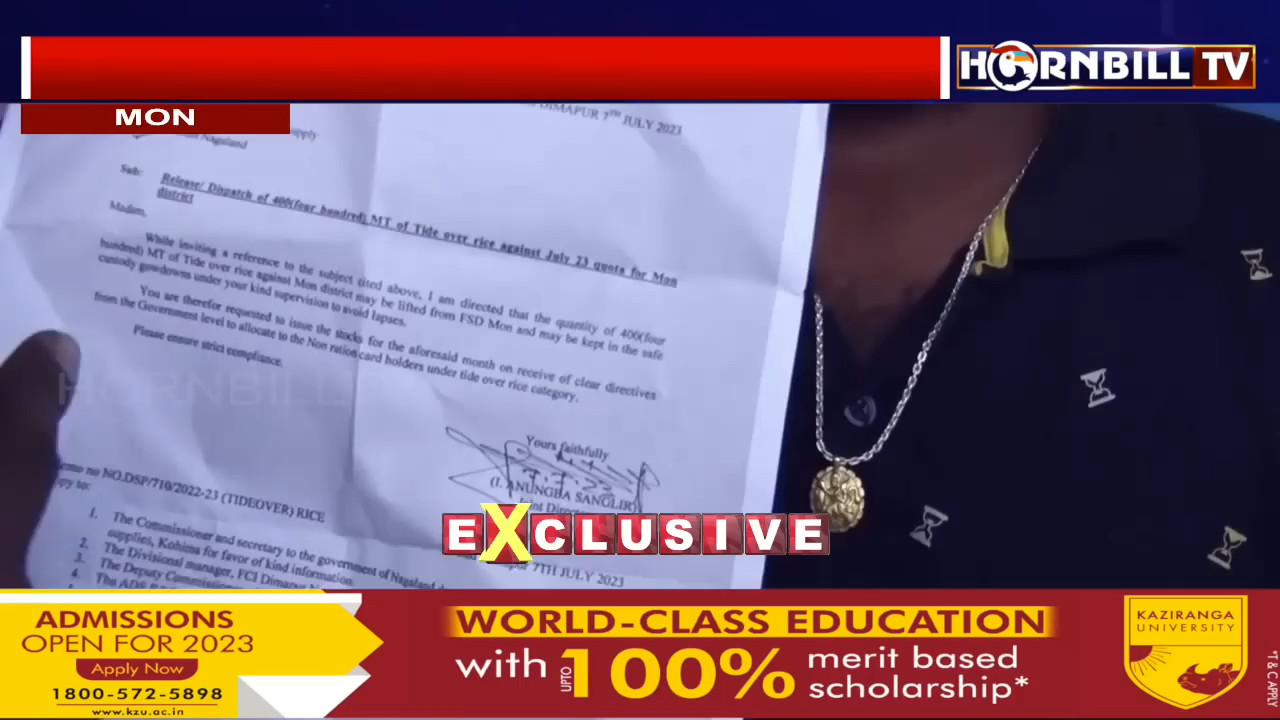 HORNBILL TV
MON
DIMAPUR 7TH JULY 2023
Nagaland
Sub: Release/ Dispatch of 400(four hundred) MT of Tide over rice against July 23 quota for Mon
district
Madam,
While inviting a reference to the subject cited above, I am directed that the quantity of 400(four
hundred) MT of Tide over rice against Mon district may be lifted from FSD Mon and may be kept in the safe
custody gowdowns under your kind supervision to avoid lapses.
You are therefor requested to issue the stocks for the aforesaid month on receive of clear directives
from the Government level to allocate to the Non ration card holders under tide over rice category.
Please ensure strict compliance.
HORNBILL
Yours faithfully
(I. ANUNGBA SANGLIR)
NO.DSP/710/2022-23 (TIDEOVER) RICE
7TH JULY 2023
1. The Commissioner and secretary to the government of Nagaland
supplies, Kohima for favor of kind information.
2. The Divisional manager, FCI Dimapur
3. The Deputy
4. The
EXCLUSIVE
ADMISSIONS
OPEN FOR 2023
Apply Now
1800-572-5898
www.kzu.ac.in
WORLD-CLASS EDUCATION
with UPTO 100% merit based
scholarship*
KAZIRANGA
UNIVERSITY
*T & C APPLY